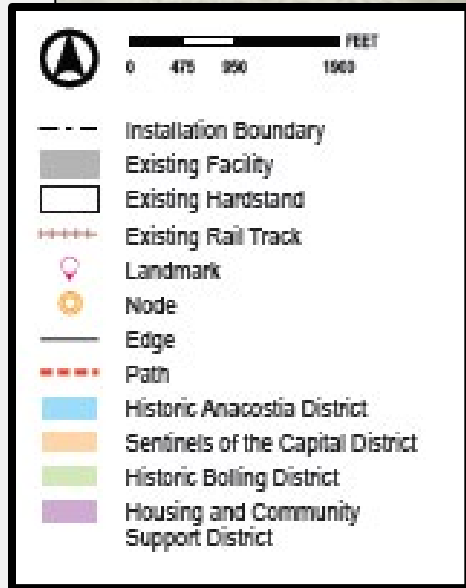 FEET
0 475 950 1900
Installation Boundary
Existing Facility
Existing Hardstand
Existing Rail Track
Landmark
Node
Edge
Path
Historic Anacostia District
Sentinels of the Capital District
Historic Bolling District
Housing and Community
Support District